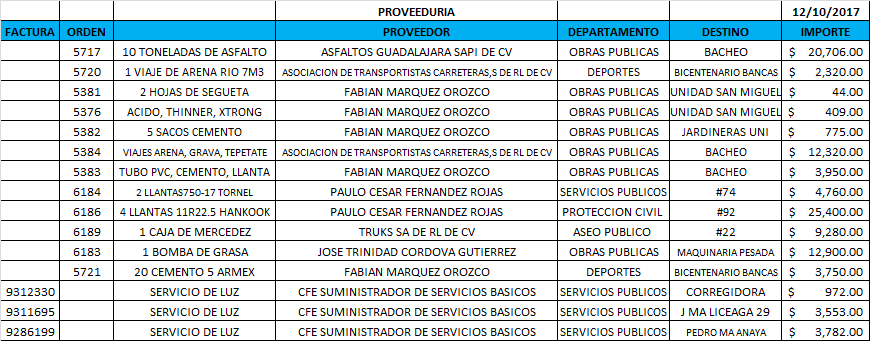 PROVEEDURIA 12/10/2017
FACTURA ORDEN PROVEEDOR DEPARTAMENTO DESTINO IMPORTE
5717 10 TONELADAS DE ASFALTO ASFALTOS GUADALAJARA SAPI DE CV OBRAS PUBLICAS BACHEO $ 20,706.00
5720 1 VIAJE DE ARENA RIO 7M3 ASOCIACION DE TRANSPORTISTAS CARRETERAS,S DE RL DE CV DEPORTES BICENTENARIO BANCAS $ 2,320.00
5381 2 HOJAS DE SEGUETA FABIAN MARQUEZ OROZCO OBRAS PUBLICAS UNIDAD SAN MIGUEL $ 44.00
5376 ACIDO, THINNER, XTRONG FABIAN MARQUEZ OROZCO OBRAS PUBLICAS UNIDAD SAN MIGUEL $ 409.00
5382 5 SACOS CEMENTO FABIAN MARQUEZ OROZCO OBRAS PUBLICAS JARDINERAS UNI $ 775.00
5384 VIAJES ARENA, GRAVA, TEPETATE ASOCIACION DE TRANSPORTISTAS CARRETERAS,S DE RL DE CV OBRAS PUBLICAS BACHEO $ 12,320.00
5383 TUBO PVC, CEMENTO, LLANTA FABIAN MARQUEZ OROZCO OBRAS PUBLICAS BACHEO $ 3,950.00
6184 2 LLANTAS750-17 TORNEL PAULO CESAR FERNANDEZ ROJAS SERVICIOS PUBLICOS #74 $ 4,760.00
6186 4 LLANTAS 11R22.5 HANKOOK PAULO CESAR FERNANDEZ ROJAS PROTECCION CIVIL #92 $ 25,400.00
6189 1 CAJA DE MERCEDEZ TRUKS SA DE RL DE CV ASEO PUBLICO #22 $ 9,280.00
6183 1 BOMBA DE GRASA JOSE TRINIDAD CORDOVA GUTIERREZ OBRAS PUBLICAS MAQUINARIA PESADA $ 12,900.00
5721 20 CEMENTO 5 ARMEX FABIAN MARQUEZ OROZCO DEPORTES BICENTENARIO BANCAS $ 3,750.00
9312330 SERVICIO DE LUZ CFE SUMINISTRADOR DE SERVICIOS BASICOS SERVICIOS PUBLICOS CORREGIDORA $ 972.00
9311695 SERVICIO DE LUZ CFE SUMINISTRADOR DE SERVICIOS BASICOS SERVICIOS PUBLICOS J MA LICEAGA 29 $ 3,553.00
9286199 SERVICIO DE LUZ CFE SUMINISTRADOR DE SERVICIOS BASICOS SERVICIOS PUBLICOS PEDRO MA ANAYA $ 3,782.00